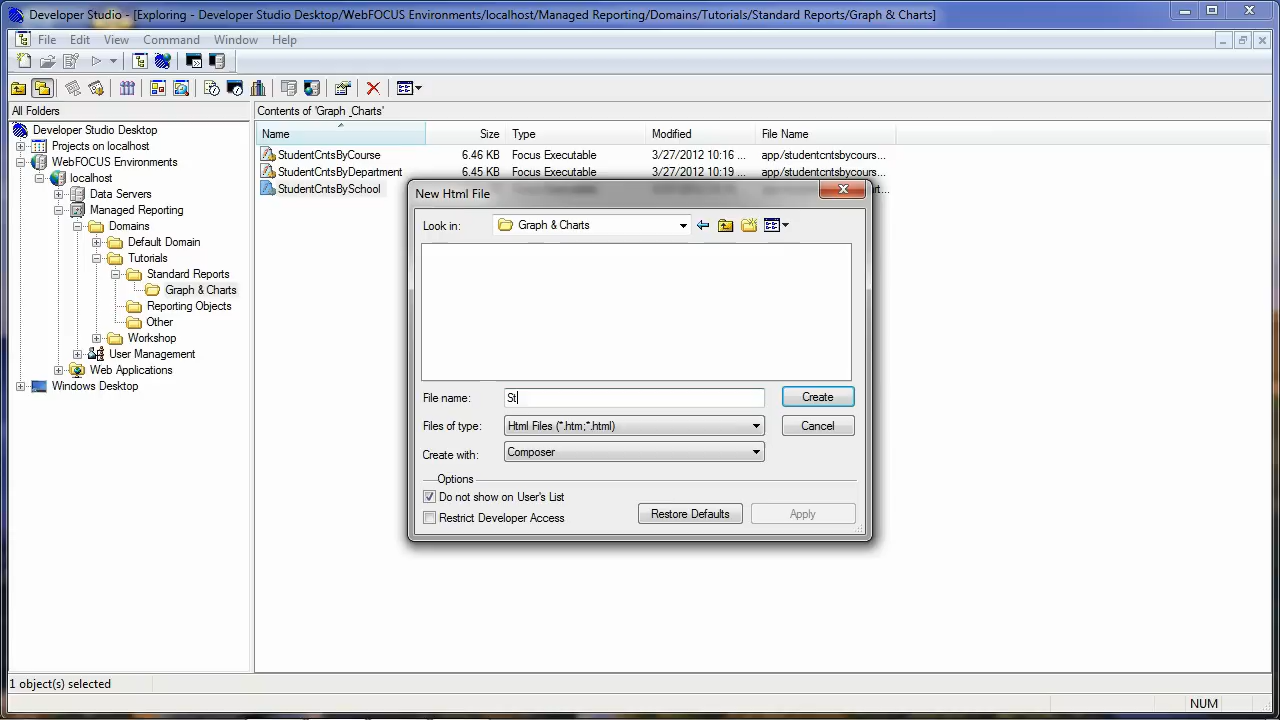 Developer Studio - [Exploring - Developer Studio Desktop/WebFOCUS Environments/localhost/Managed Reporting/Domains/Tutorials/Standard Reports/Graph & Charts]
File Edit View Command Window Help
All Folders
Contents of 'Graph _Charts'
Name Size Type Modified File Name
Developer Studio Desktop
Projects on localhost
WebFOCUS Environments
localhost
Data Servers
Managed Reporting
Domains
Default Domain
Tutorials
Standard Reports
Graph & Charts
Reporting Objects
Other
Workshop
User Management
Web Applications
Windows Desktop
StudentCntsByCourse 6.46 KB Focus Executable 3/27/2012 10:16 ... app/studentcntsbycours...
StudentCntsByDepartment 6.45 KB Focus Executable 3/27/2012 10:19 ... app/studentcntsbycours...
StudentCntsBySchool
New Html File
Look in: Graph & Charts
File name: St
Create
Files of type: Html Files (*.htm;*.html)
Cancel
Create with: Composer
Options
Do not show on User's List
Restrict Developer Access
Restore Defaults
Apply
1 object(s) selected
NUM